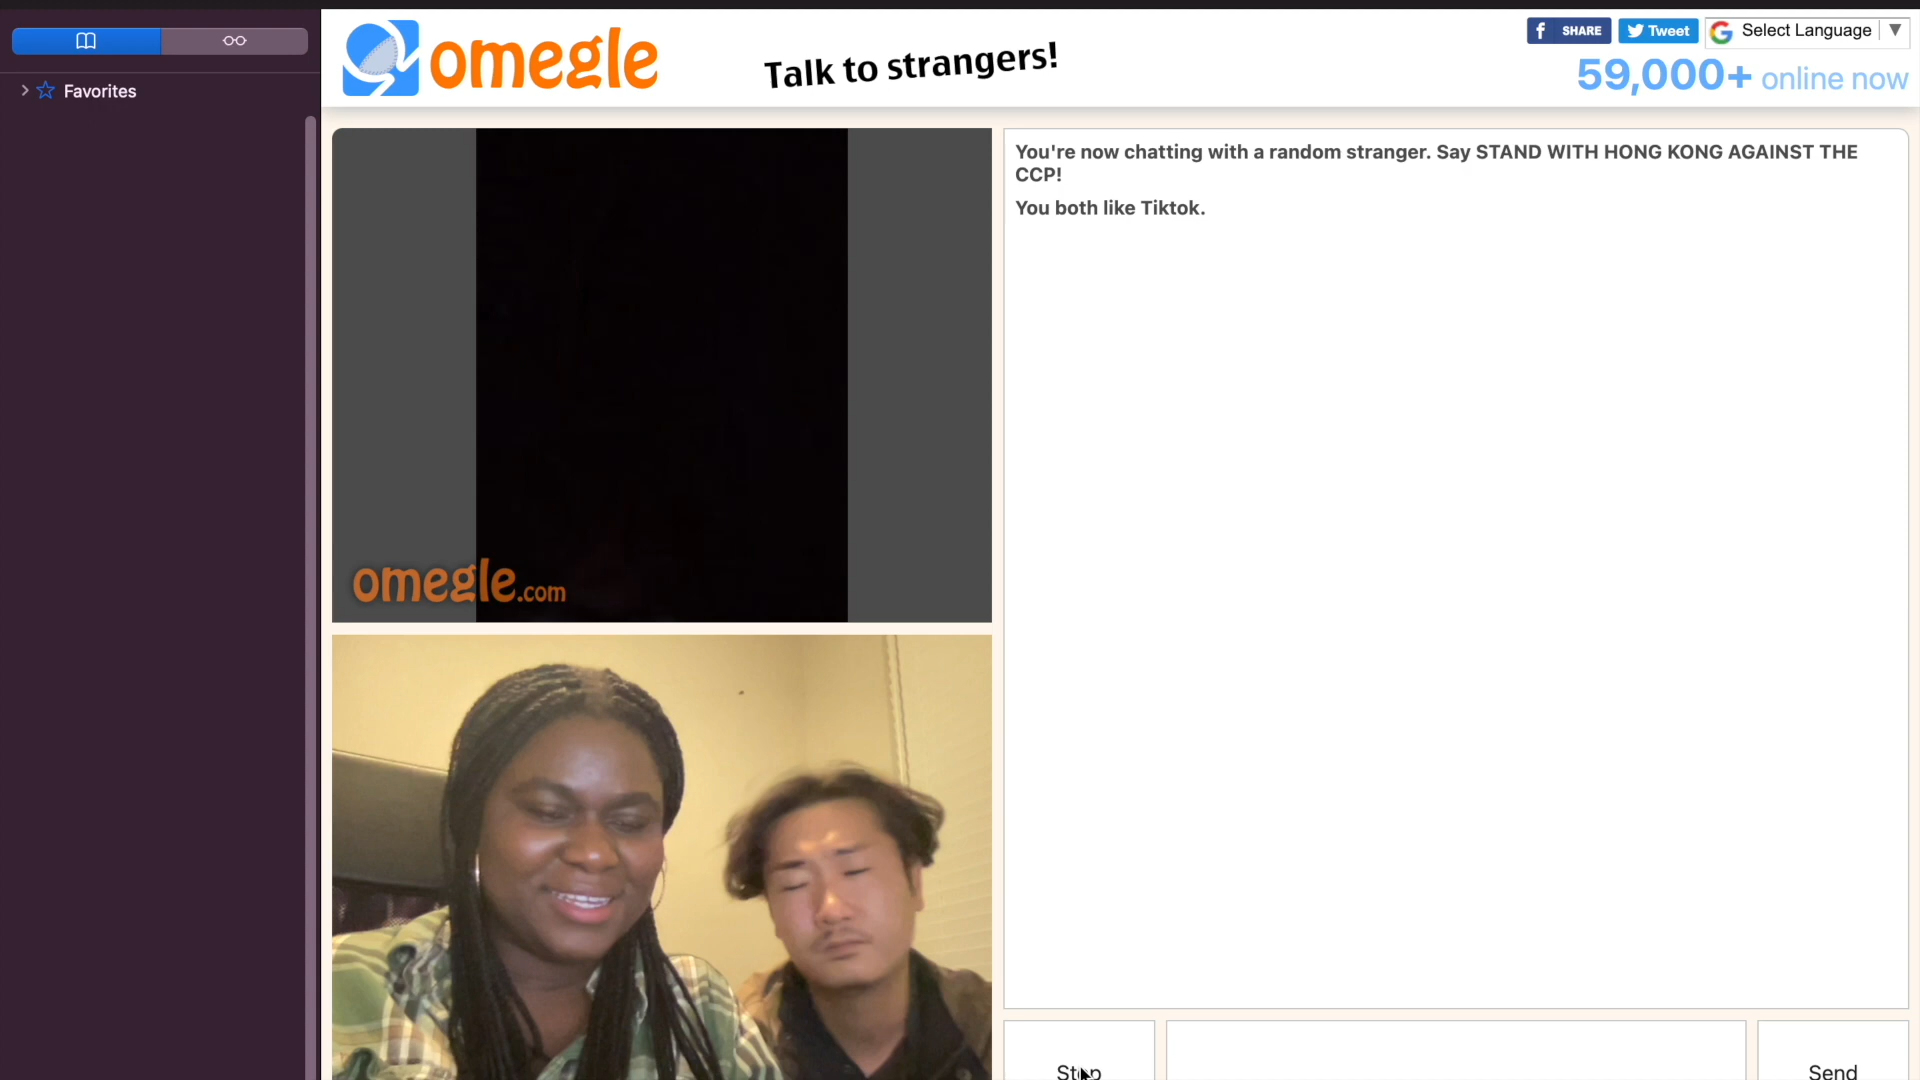 Favorites
omegle
Talk to strangers!
SHARE
Tweet
Select Language
59,000+ online now
You're now chatting with a random stranger. Say STAND WITH HONG KONG AGAINST THE
CCP!
You both like Tiktok.
omegle.com
Stop
Send